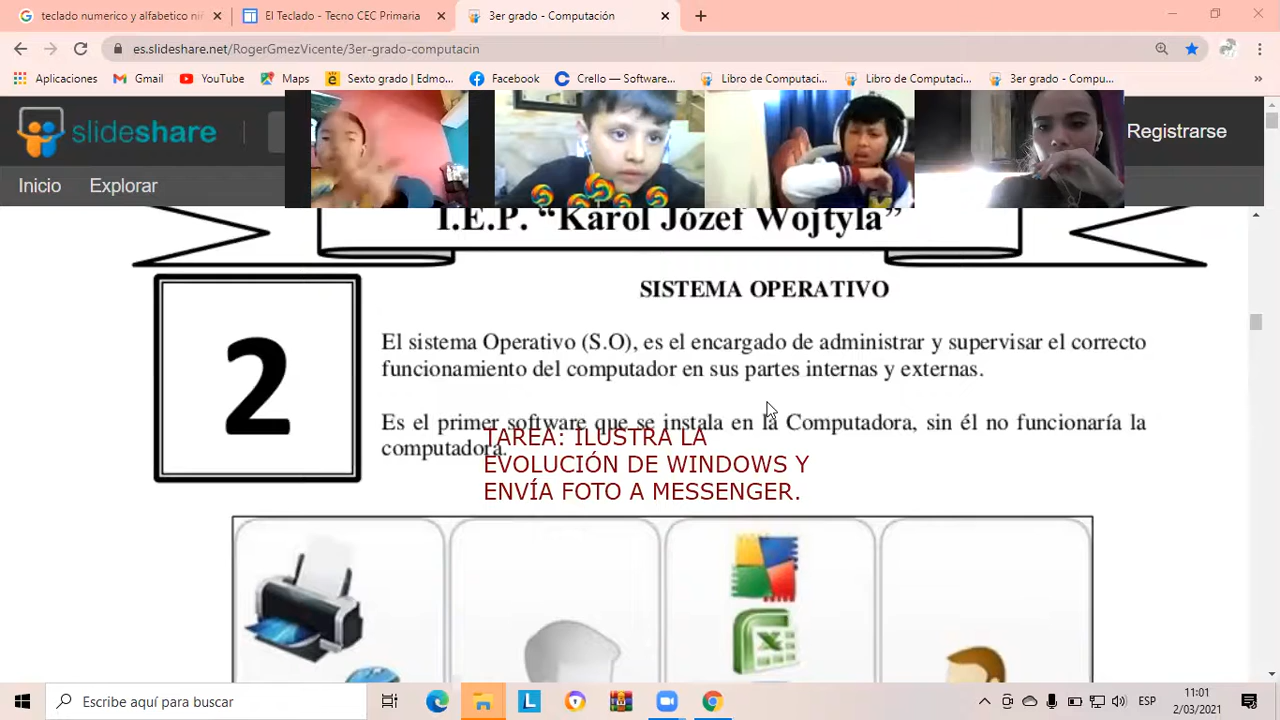 teclado numerico y alfabetico ni
El Teclado - Tecno CEC Primaria
3er grado - Computación
es.slideshare.net/RogerGmezVicente/3er-grado-computacin
Aplicaciones
Gmail
YouTube
Maps
Sexto grado | Edmo...
Facebook
Crello — Software...
Libro de Computaci...
Libro de Computaci...
3er grado - Compu...
slideshare
Registrarse
Inicio
Explorar
I.E.P. “Karol Józef Wojtyla”
2
SISTEMA OPERATIVO
El sistema Operativo (S.O), es el encargado de administrar y supervisar el correcto
funcionamiento del computador en sus partes internas y externas.
Es el primer software que se instala en la Computadora, sin él no funcionaría la
computadora.
TAREA: ILUSTRA LA
EVOLUCIÓN DE WINDOWS Y
ENVÍA FOTO A MESSENGER.
Escribe aquí para buscar
ESP
11:01
2/03/2021